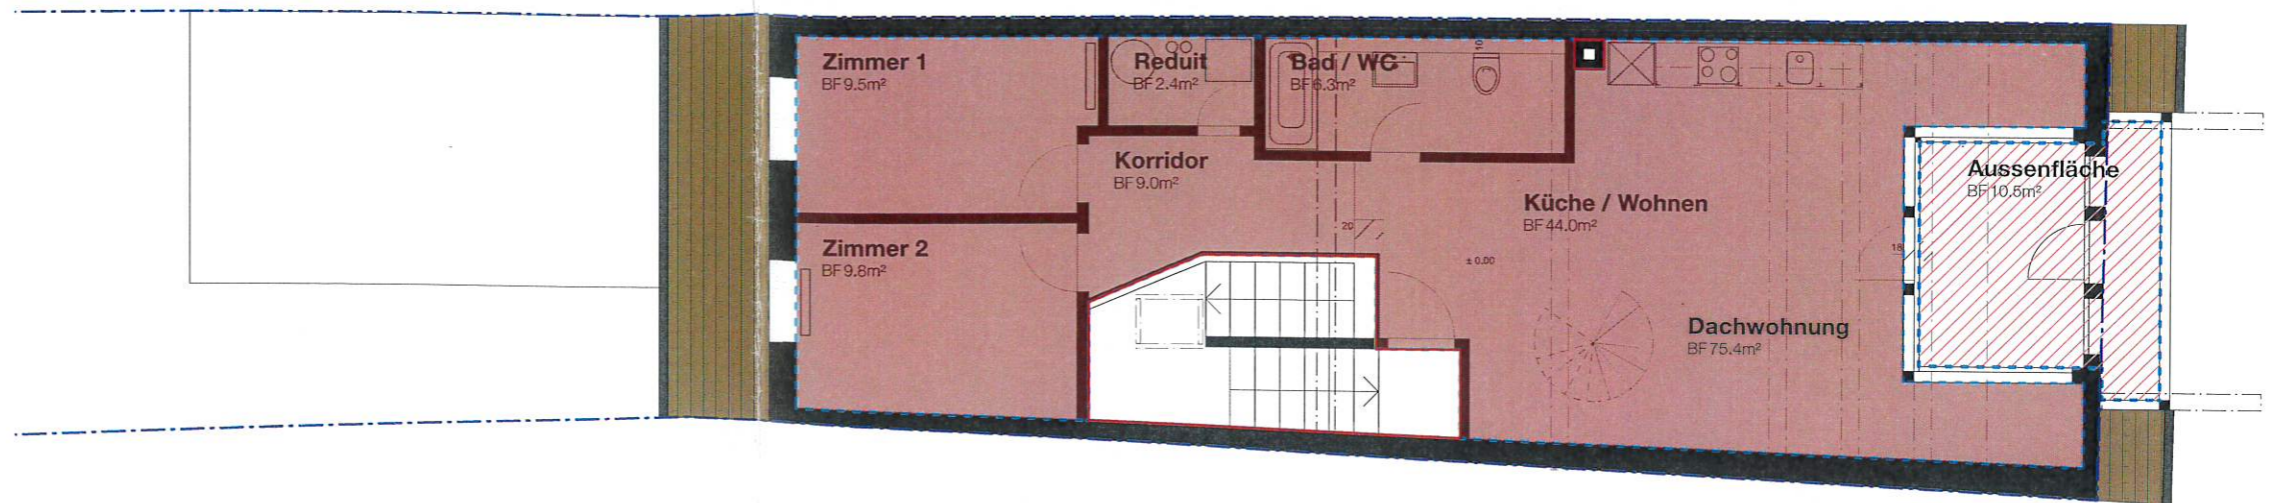 Zimmer 1
BF 9.5m²
Reduit
BF 2.4m²
Bad / WC
BF 6.3m²
10
Korridor
BF 9.0m²
Küche / Wohnen
BF 44.0m²
Aussenfläche
BF 10.5m²
Zimmer 2
BF 9.8m²
20
± 0.00
18
Dachwohnung
BF 75.4m²